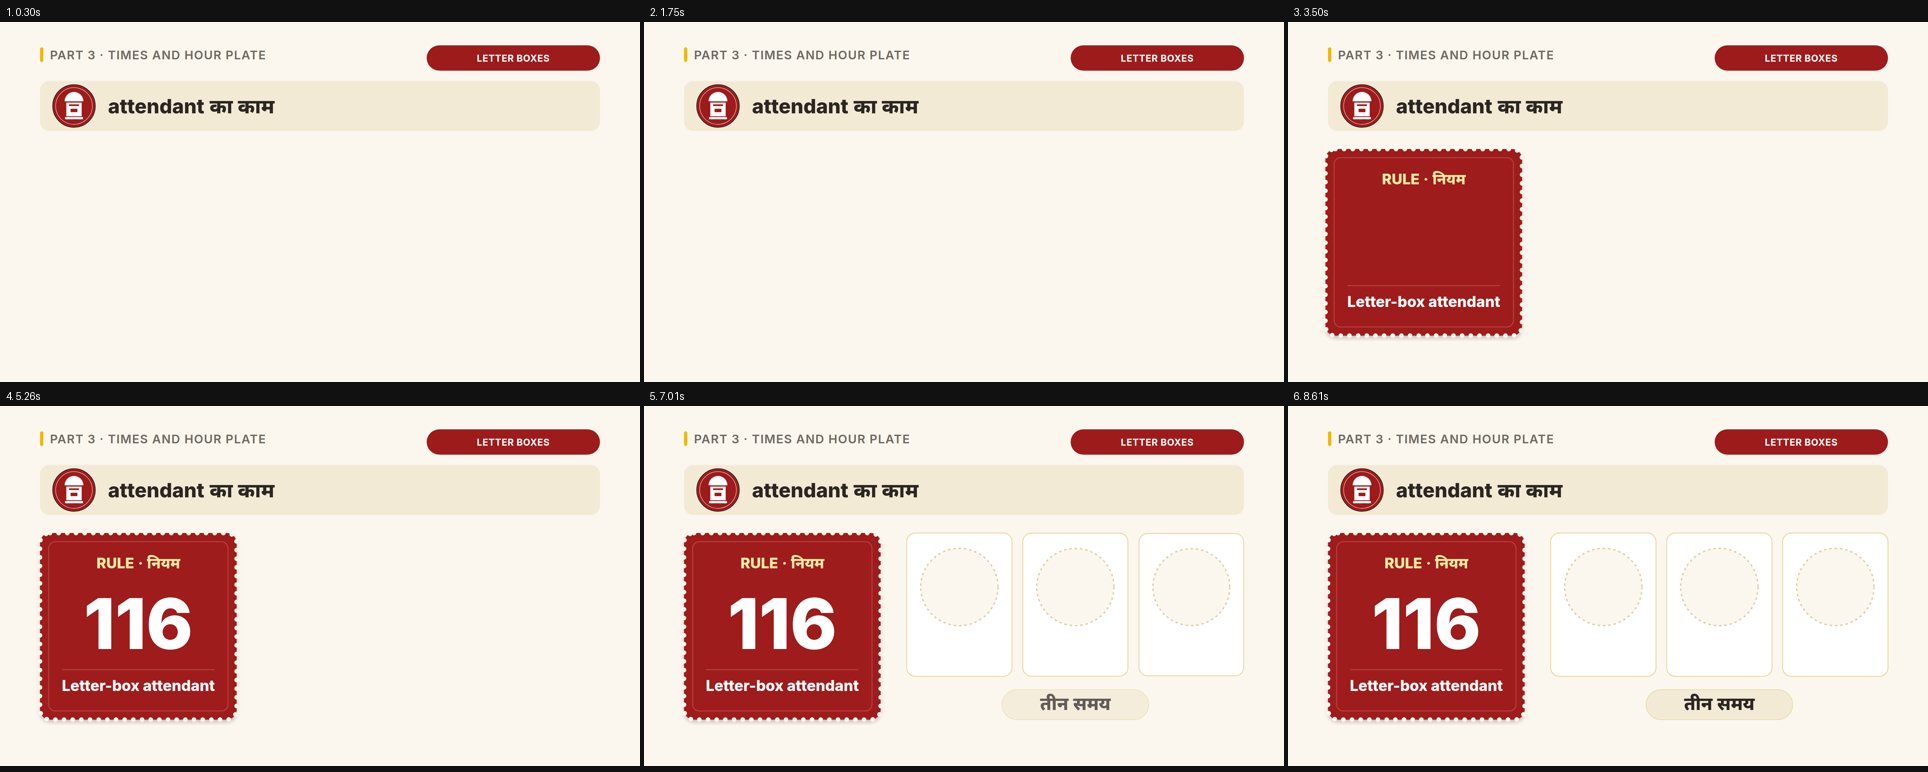 1. 0.30s
PART 3 · TIMES AND HOUR PLATE
LETTER BOXES
attendant का काम
2. 1.75s
PART 3 · TIMES AND HOUR PLATE
LETTER BOXES
attendant का काम
3. 3.50s
PART 3 · TIMES AND HOUR PLATE
LETTER BOXES
attendant का काम
RULE · नियम
Letter-box attendant
4. 5.26s
PART 3 · TIMES AND HOUR PLATE
LETTER BOXES
attendant का काम
RULE · नियम
116
Letter-box attendant
5. 7.01s
PART 3 · TIMES AND HOUR PLATE
LETTER BOXES
attendant का काम
RULE · नियम
116
Letter-box attendant
तीन समय
6. 8.61s
PART 3 · TIMES AND HOUR PLATE
LETTER BOXES
attendant का काम
RULE · नियम
116
Letter-box attendant
तीन समय